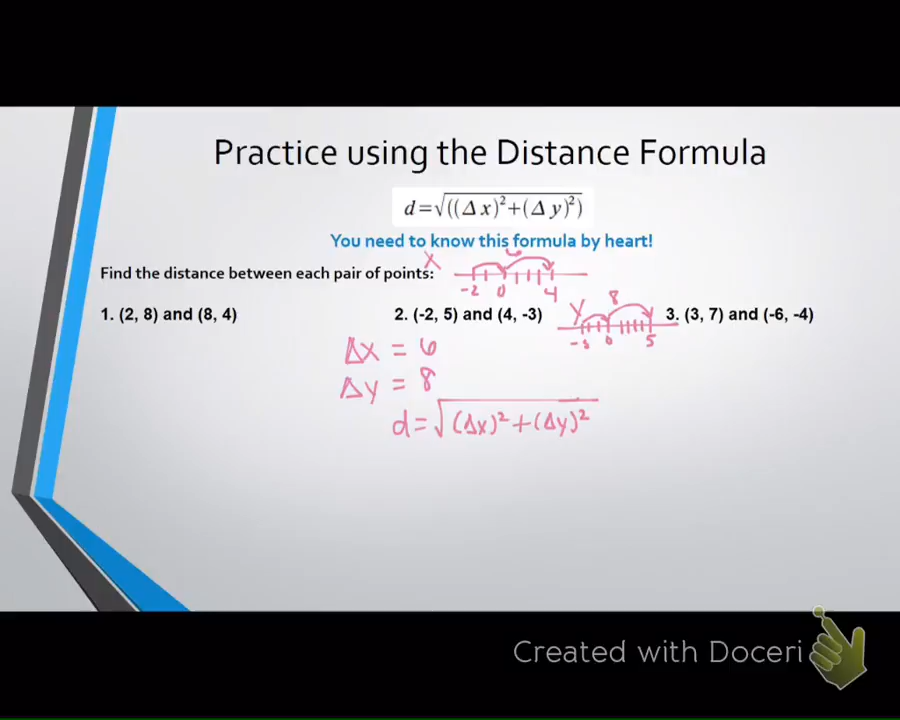 Practice using the Distance Formula
d=√((Δx)²+(Δy)²)
You need to know this formula by heart!
Find the distance between each pair of points:
X
-2 0 4
1. (2, 8) and (8, 4)
2. (-2, 5) and (4, -3)
Y 8
-3 0 5
3. (3, 7) and (-6, -4)
Δx = 6
Δy = 8
d=√(Δx)²+(Δy)²
Created with Doceri